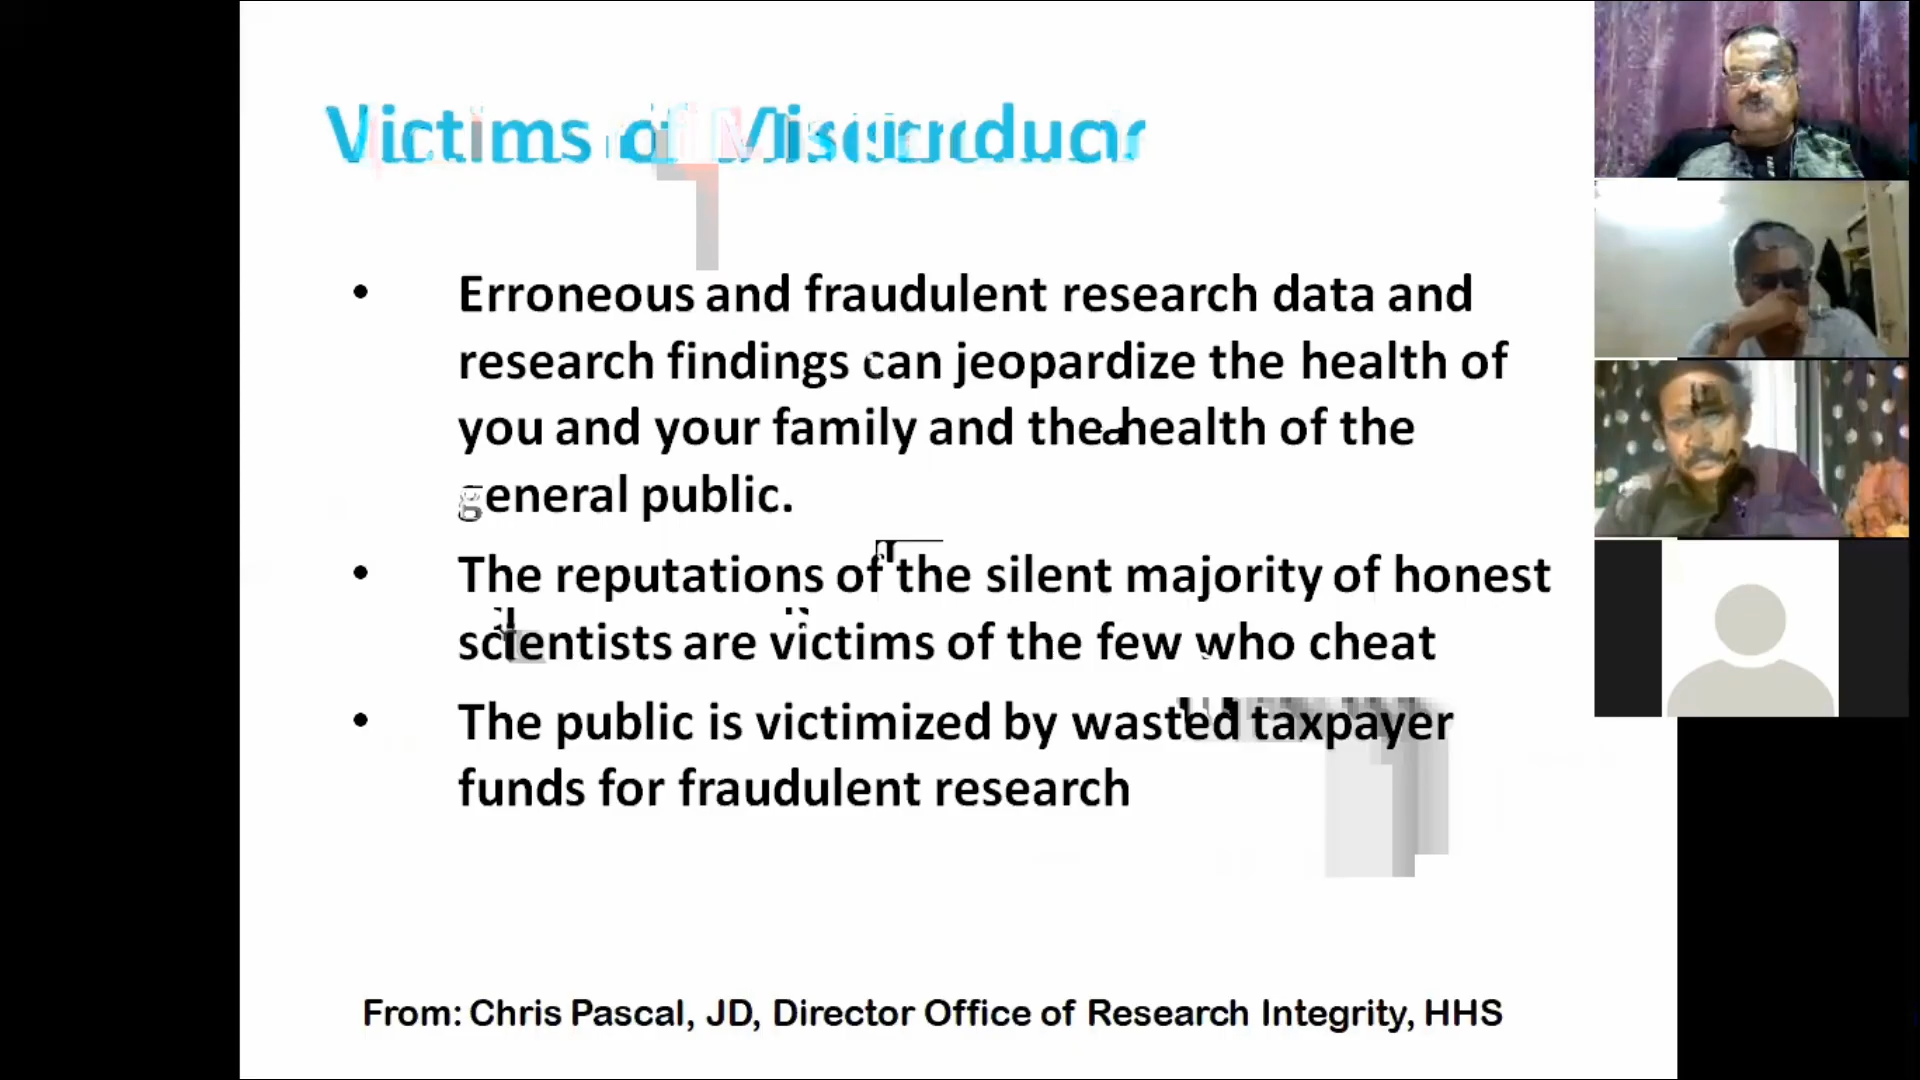 Victims of Misconduct
• Erroneous and fraudulent research data and
research findings can jeopardize the health of
you and your family and the health of the
general public.
• The reputations of the silent majority of honest
scientists are victims of the few who cheat
• The public is victimized by wasted taxpayer
funds for fraudulent research
From: Chris Pascal, JD, Director Office of Research Integrity, HHS